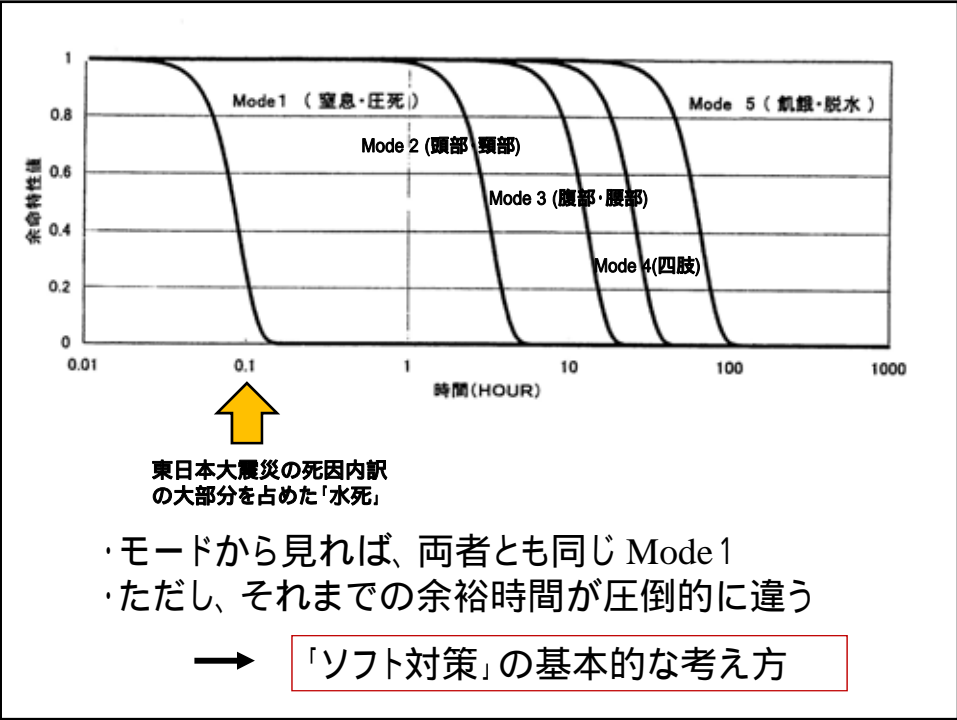 1
Mode1 ( 窒息・圧死 )
Mode 5 ( 飢餓・脱水 )
0.8
Mode 2 (頭部・頸部)
0.6
Mode 3 (腹部・腰部)
余命特性値
0.4
Mode 4(四肢)
0.2
0
0.01 0.1 1 10 100 1000
時間(HOUR)
東日本大震災の死因内訳
の大部分を占めた「水死」
・モードから見れば、両者とも同じ Mode1
・ただし、それまでの余裕時間が圧倒的に違う
「ソフト対策」の基本的な考え方